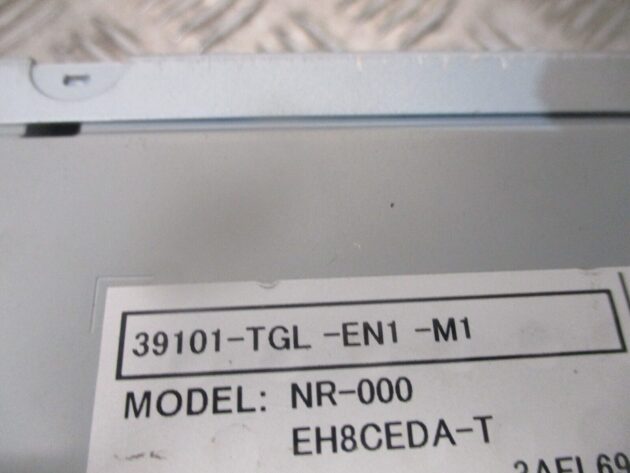 39101-TGL -EN1 -M1
MODEL: NR-000
EH8CEDA-T